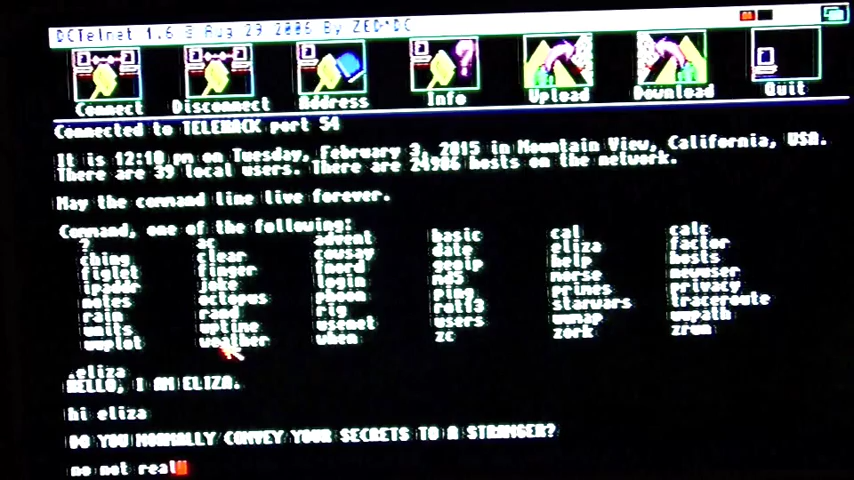 DCTelnet 1.6 © Aug 29 2006 By ZED^DC
Connect Disconnect Address Info Upload Download Quit
Connected to TELEHACK port 54
It is 12:10 pm on Tuesday, February 3, 2015 in Mountain View, California, USA.
There are 39 local users. There are 24986 hosts on the network.
May the command line live forever.
Command, one of the following:
? ac advent basic cal calc
ching clear cowsay date eliza factor
figlet finger fnord geoip help hosts
ipaddr joke login md5 morse newuser
notes octopus phoon ping primes privacy
rain rand rig rot13 starwars traceroute
units uptime usenet users uumap uupath
uuplot weather when zc zork zrun
.eliza
HELLO, I AM ELIZA.
hi eliza
DO YOU NORMALLY CONVEY YOUR SECRETS TO A STRANGER?
no not real